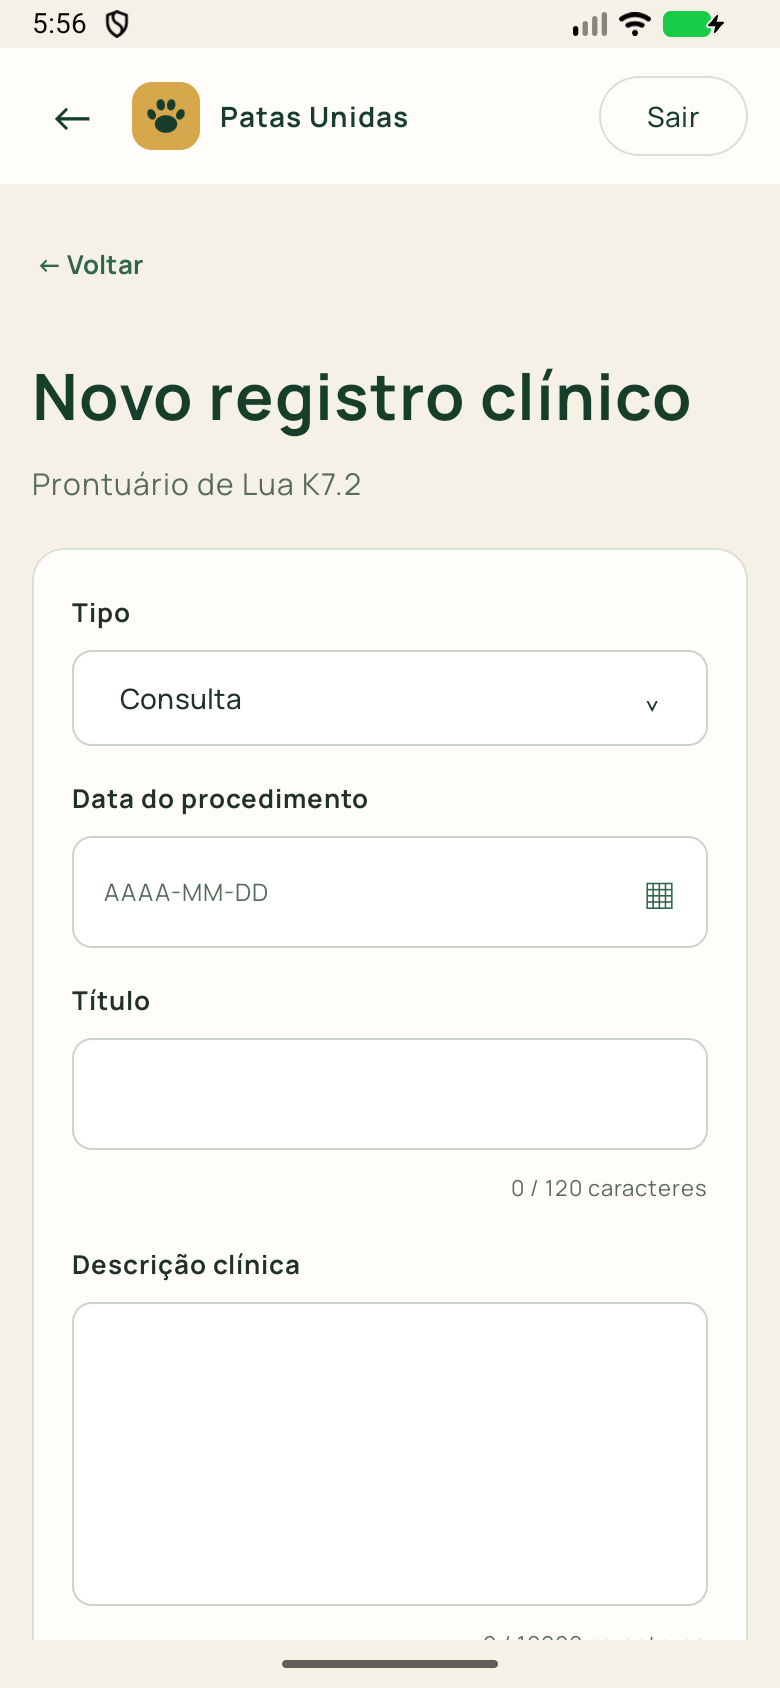 5:56
Patas Unidas
Sair
← Voltar
Novo registro clínico
Prontuário de Lua K7.2
Tipo
Consulta
Data do procedimento
AAAA-MM-DD
Título
0 / 120 caracteres
Descrição clínica